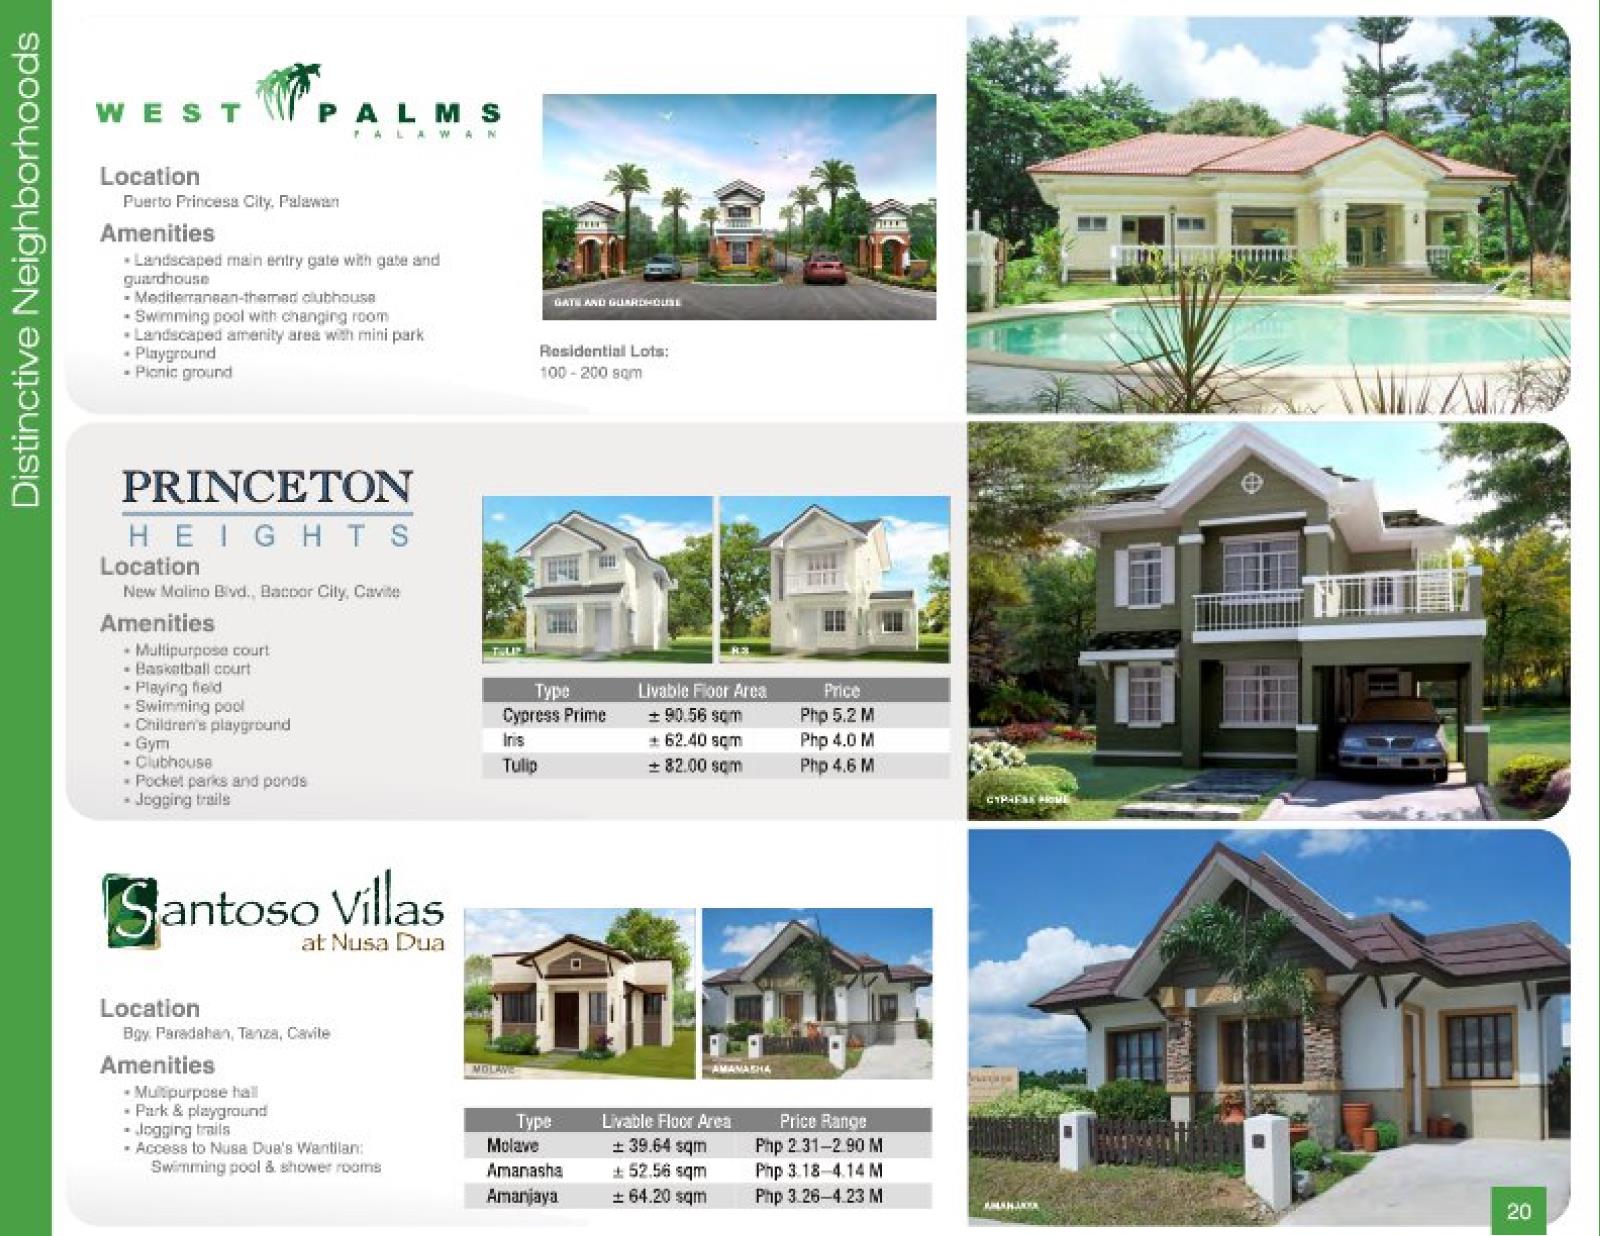 Distinctive Neighborhoods
WEST PALMS
PALAWAN
Location
Puerto Princesa City, Palawan
Amenities
• Landscaped main entry gate with gate and
guardhouse
• Mediterranean-themed clubhouse
• Swimming pool with changing room
• Landscaped amenity area with mini park
• Playground
• Picnic ground
GATE AND GUARDHOUSE
Residential Lots:
100 - 200 sqm
PRINCETON
HEIGHTS
Location
New Molino Blvd., Bacoor City, Cavite
Amenities
• Multipurpose court
• Basketball court
• Playing field
• Swimming pool
• Children's playground
• Gym
• Clubhouse
• Pocket parks and ponds
• Jogging trails
TULIP
IRIS
Type Livable Floor Area Price
Cypress Prime ± 90.56 sqm Php 5.2 M
Iris ± 62.40 sqm Php 4.0 M
Tulip ± 82.00 sqm Php 4.6 M
CYPRESS PRIME
Santoso Villas
at Nusa Dua
Location
Bgy. Paradahan, Tanza, Cavite
Amenities
• Multipurpose hall
• Park & playground
• Jogging trails
• Access to Nusa Dua's Wantilan:
Swimming pool & shower rooms
MOLAVE
AMANASHA
Type Livable Floor Area Price Range
Molave ± 39.64 sqm Php 2.31–2.90 M
Amanasha ± 52.56 sqm Php 3.18–4.14 M
Amanjaya ± 64.20 sqm Php 3.26–4.23 M
AMANJAYA
20